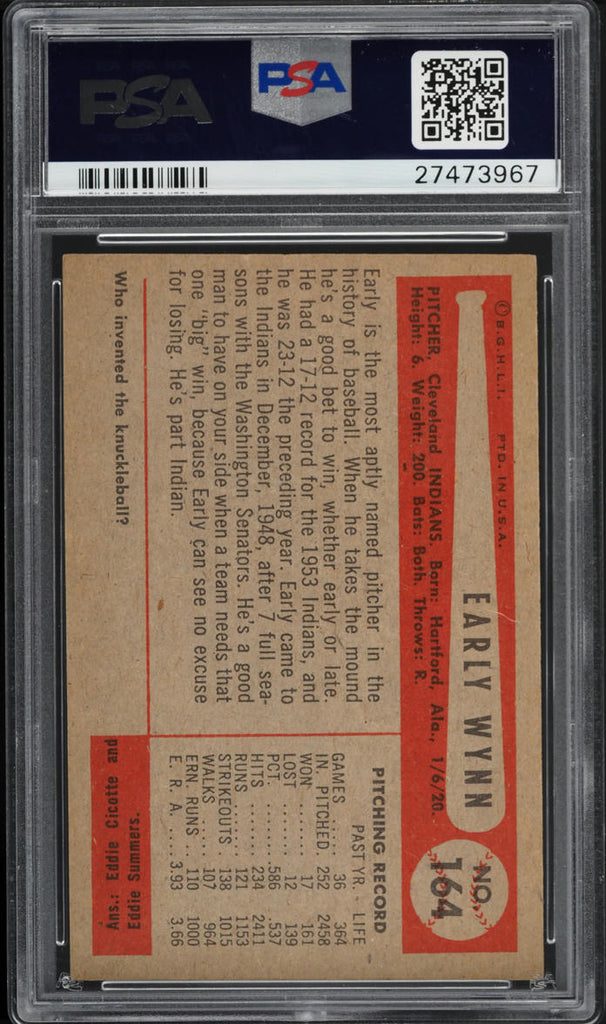 PSA
PSA
27473967
© B.G.H.L.I. PTD. IN U.S.A.
EARLY WYNN
NO.
164
PITCHER, Cleveland INDIANS. Born: Hartford, Ala., 1/6/20.
Height: 6. Weight: 200. Bats: Both. Throws: R.
Early is the most aptly named pitcher in the
history of baseball. When he takes the mound
he's a good bet to win, whether early or late.
He had a 17-12 record for the 1953 Indians, and
he was 23-12 the preceding year. Early came to
the Indians in December, 1948, after 7 full sea-
sons with the Washington Senators. He's a good
man to have on your side when a team needs that
one "big" win, because Early can see no excuse
for losing. He's part Indian.
PITCHING RECORD
PAST YR. - LIFE
GAMES ..... 36 364
IN. PITCHED 252 2458
WON ........ 17 161
LOST ....... 12 139
PCT. ....... .586 .537
HITS ....... 234 2411
RUNS ...... 121 1153
STRIKEOUTS 138 1015
WALKS .... 107 964
ERN. RUNS .. 110 1000
E. R. A. .... 3.93 3.66
Who invented the knuckleball?
Ans.: Eddie Cicotte and
Eddie Summers.